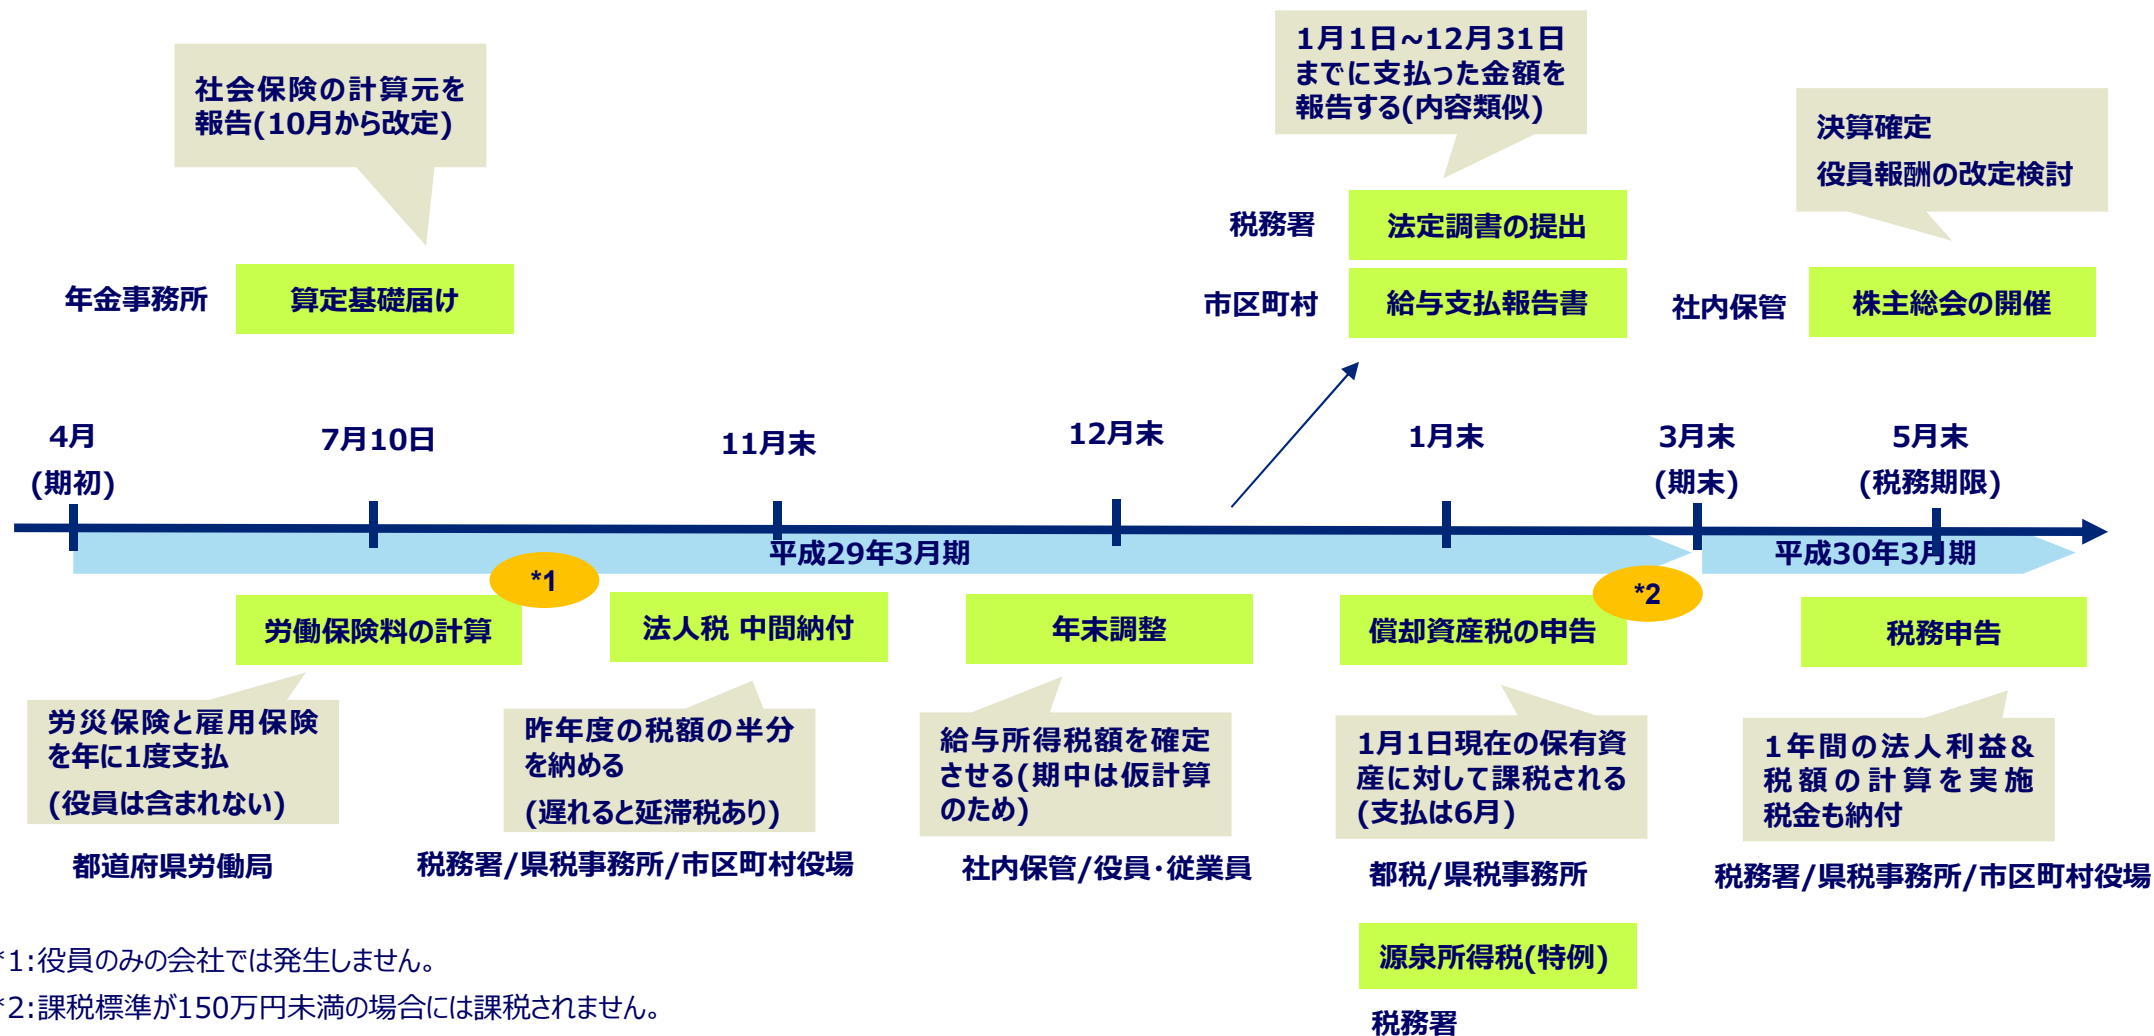 1月1日~12月31日
までに支払った金額を
報告する(内容類似)
社会保険の計算元を
報告(10月から改定)
決算確定
役員報酬の改定検討
税務署
法定調書の提出
年金事務所
算定基礎届け
市区町村
給与支払報告書
社内保管
株主総会の開催
4月
(期初)
7月10日
11月末
12月末
1月末
3月末
(期末)
5月末
(税務期限)
平成29年3月期
平成30年3月期
*1
*2
労働保険料の計算
法人税 中間納付
年末調整
償却資産税の申告
税務申告
労災保険と雇用保険
を年に1度支払
(役員は含まれない)
昨年度の税額の半分
を納める
(遅れると延滞税あり)
給与所得税額を確定
させる(期中は仮計算
のため)
1月1日現在の保有資
産に対して課税される
(支払は6月)
1年間の法人利益&
税額の計算を実施
税金も納付
都道府県労働局
税務署/県税事務所/市区町村役場
社内保管/役員・従業員
都税/県税事務所
税務署/県税事務所/市区町村役場
源泉所得税(特例)
税務署
*1:役員のみの会社では発生しません。
*2:課税標準が150万円未満の場合には課税されません。